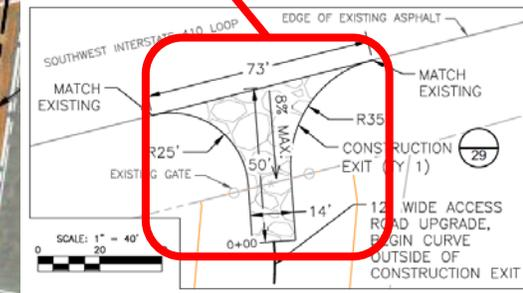 EDGE OF EXISTING ASPHALT
SOUTHWEST INTERSTATE 410 LOOP
73'
MATCH
EXISTING
MATCH
EXISTING
8% MAX.
R35'
R25'
CONSTRUCTION
EXIT (TY 1)
29
50'
EXISTING GATE
14'
12' WIDE ACCESS
ROAD UPGRADE,
BEGIN CURVE
OUTSIDE OF
CONSTRUCTION EXIT
0+00
SCALE: 1" = 40'
0 20